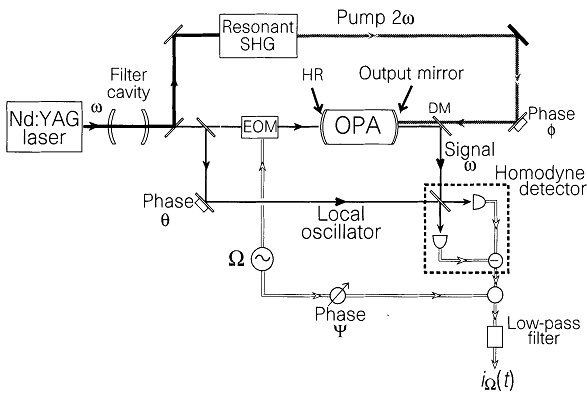 Resonant
SHG
Pump 2ω
Filter
cavity
HR
Output mirror
Nd:YAG
laser
ω
EOM
OPA
DM
Phase
ϕ
Signal
ω
Homodyne
detector
Phase
θ
Local
oscillator
Ω
Phase
Ψ
Low-pass
filter
iΩ(t)